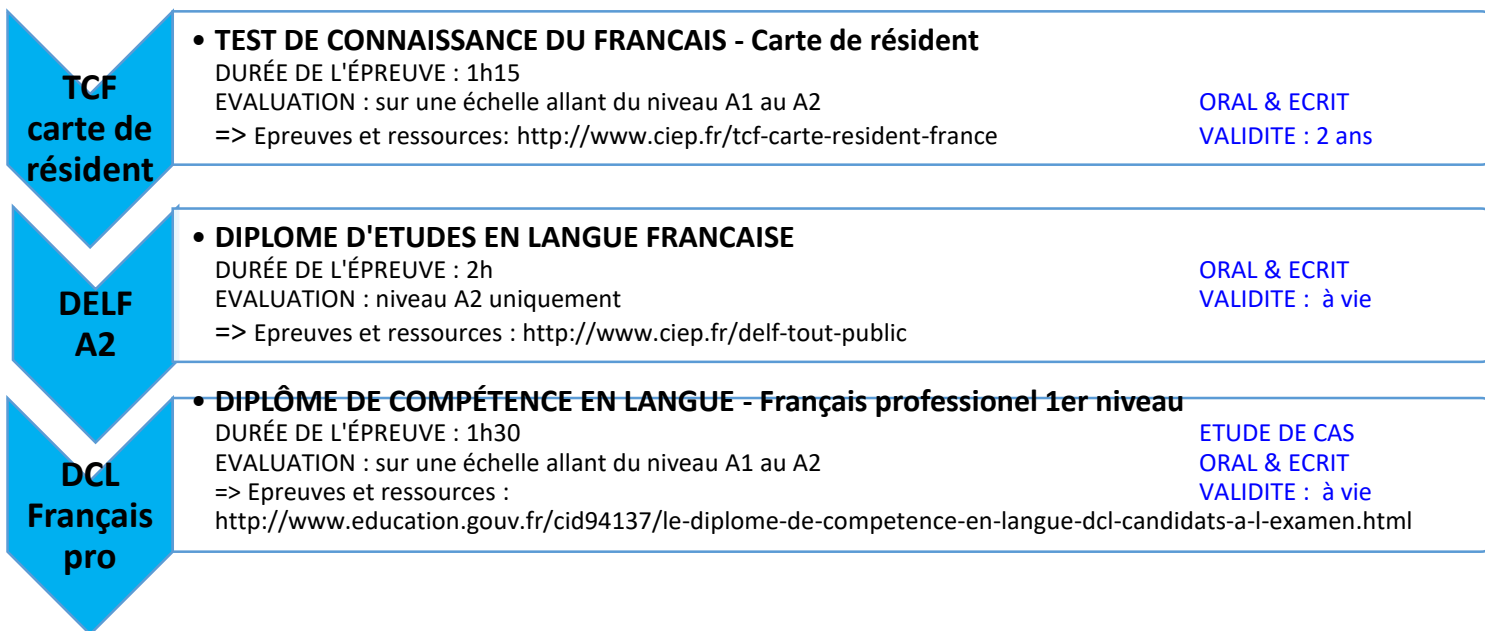 TCF
carte de
résident
• TEST DE CONNAISSANCE DU FRANCAIS - Carte de résident
DURÉE DE L'ÉPREUVE : 1h15
EVALUATION : sur une échelle allant du niveau A1 au A2 ORAL & ECRIT
=> Epreuves et ressources: http://www.ciep.fr/tcf-carte-resident-france VALIDITE : 2 ans
DELF
A2
• DIPLOME D'ETUDES EN LANGUE FRANCAISE
DURÉE DE L'ÉPREUVE : 2h ORAL & ECRIT
EVALUATION : niveau A2 uniquement VALIDITE : à vie
=> Epreuves et ressources : http://www.ciep.fr/delf-tout-public
DCL
Français
pro
• DIPLÔME DE COMPÉTENCE EN LANGUE - Français professionel 1er niveau
DURÉE DE L'ÉPREUVE : 1h30 ETUDE DE CAS
EVALUATION : sur une échelle allant du niveau A1 au A2 ORAL & ECRIT
=> Epreuves et ressources : VALIDITE : à vie
http://www.education.gouv.fr/cid94137/le-diplome-de-competence-en-langue-dcl-candidats-a-l-examen.html